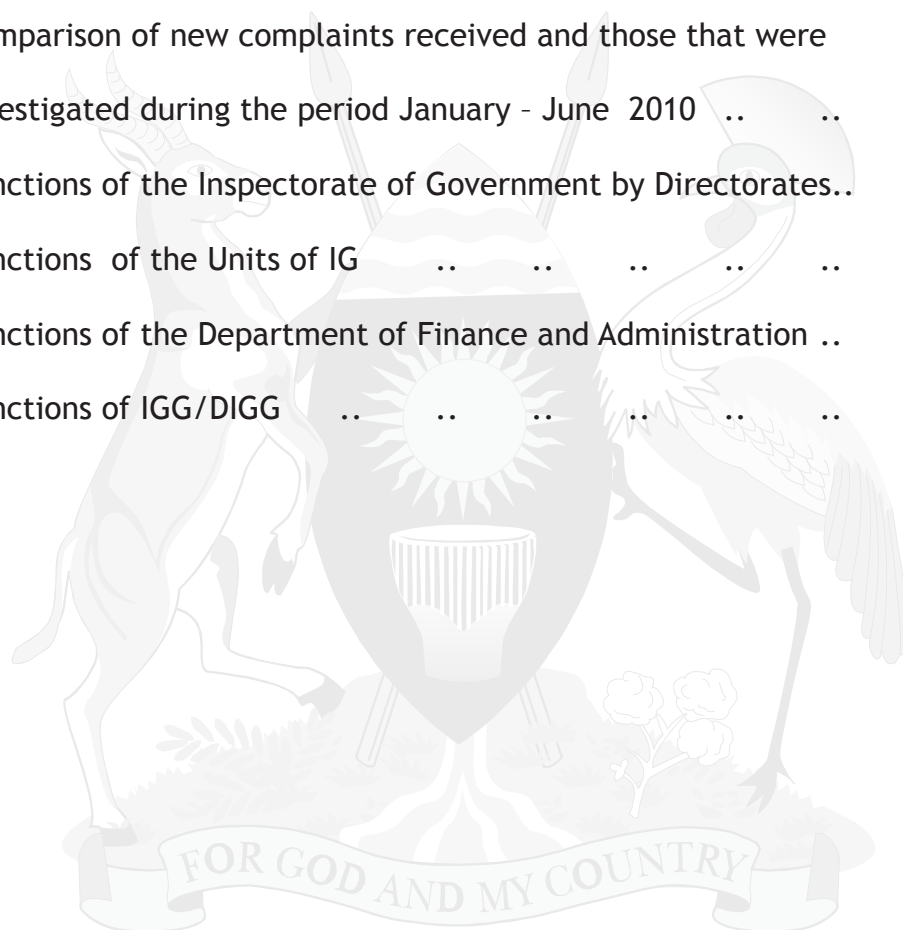 mparison of new complaints received and those that were
estigated during the period January – June 2010 .. ..
nctions of the Inspectorate of Government by Directorates..
nctions of the Units of IG .. .. .. .. ..
nctions of the Department of Finance and Administration ..
nctions of IGG/DIGG .. .. .. .. .. ..
FOR GOD AND MY COUNTRY